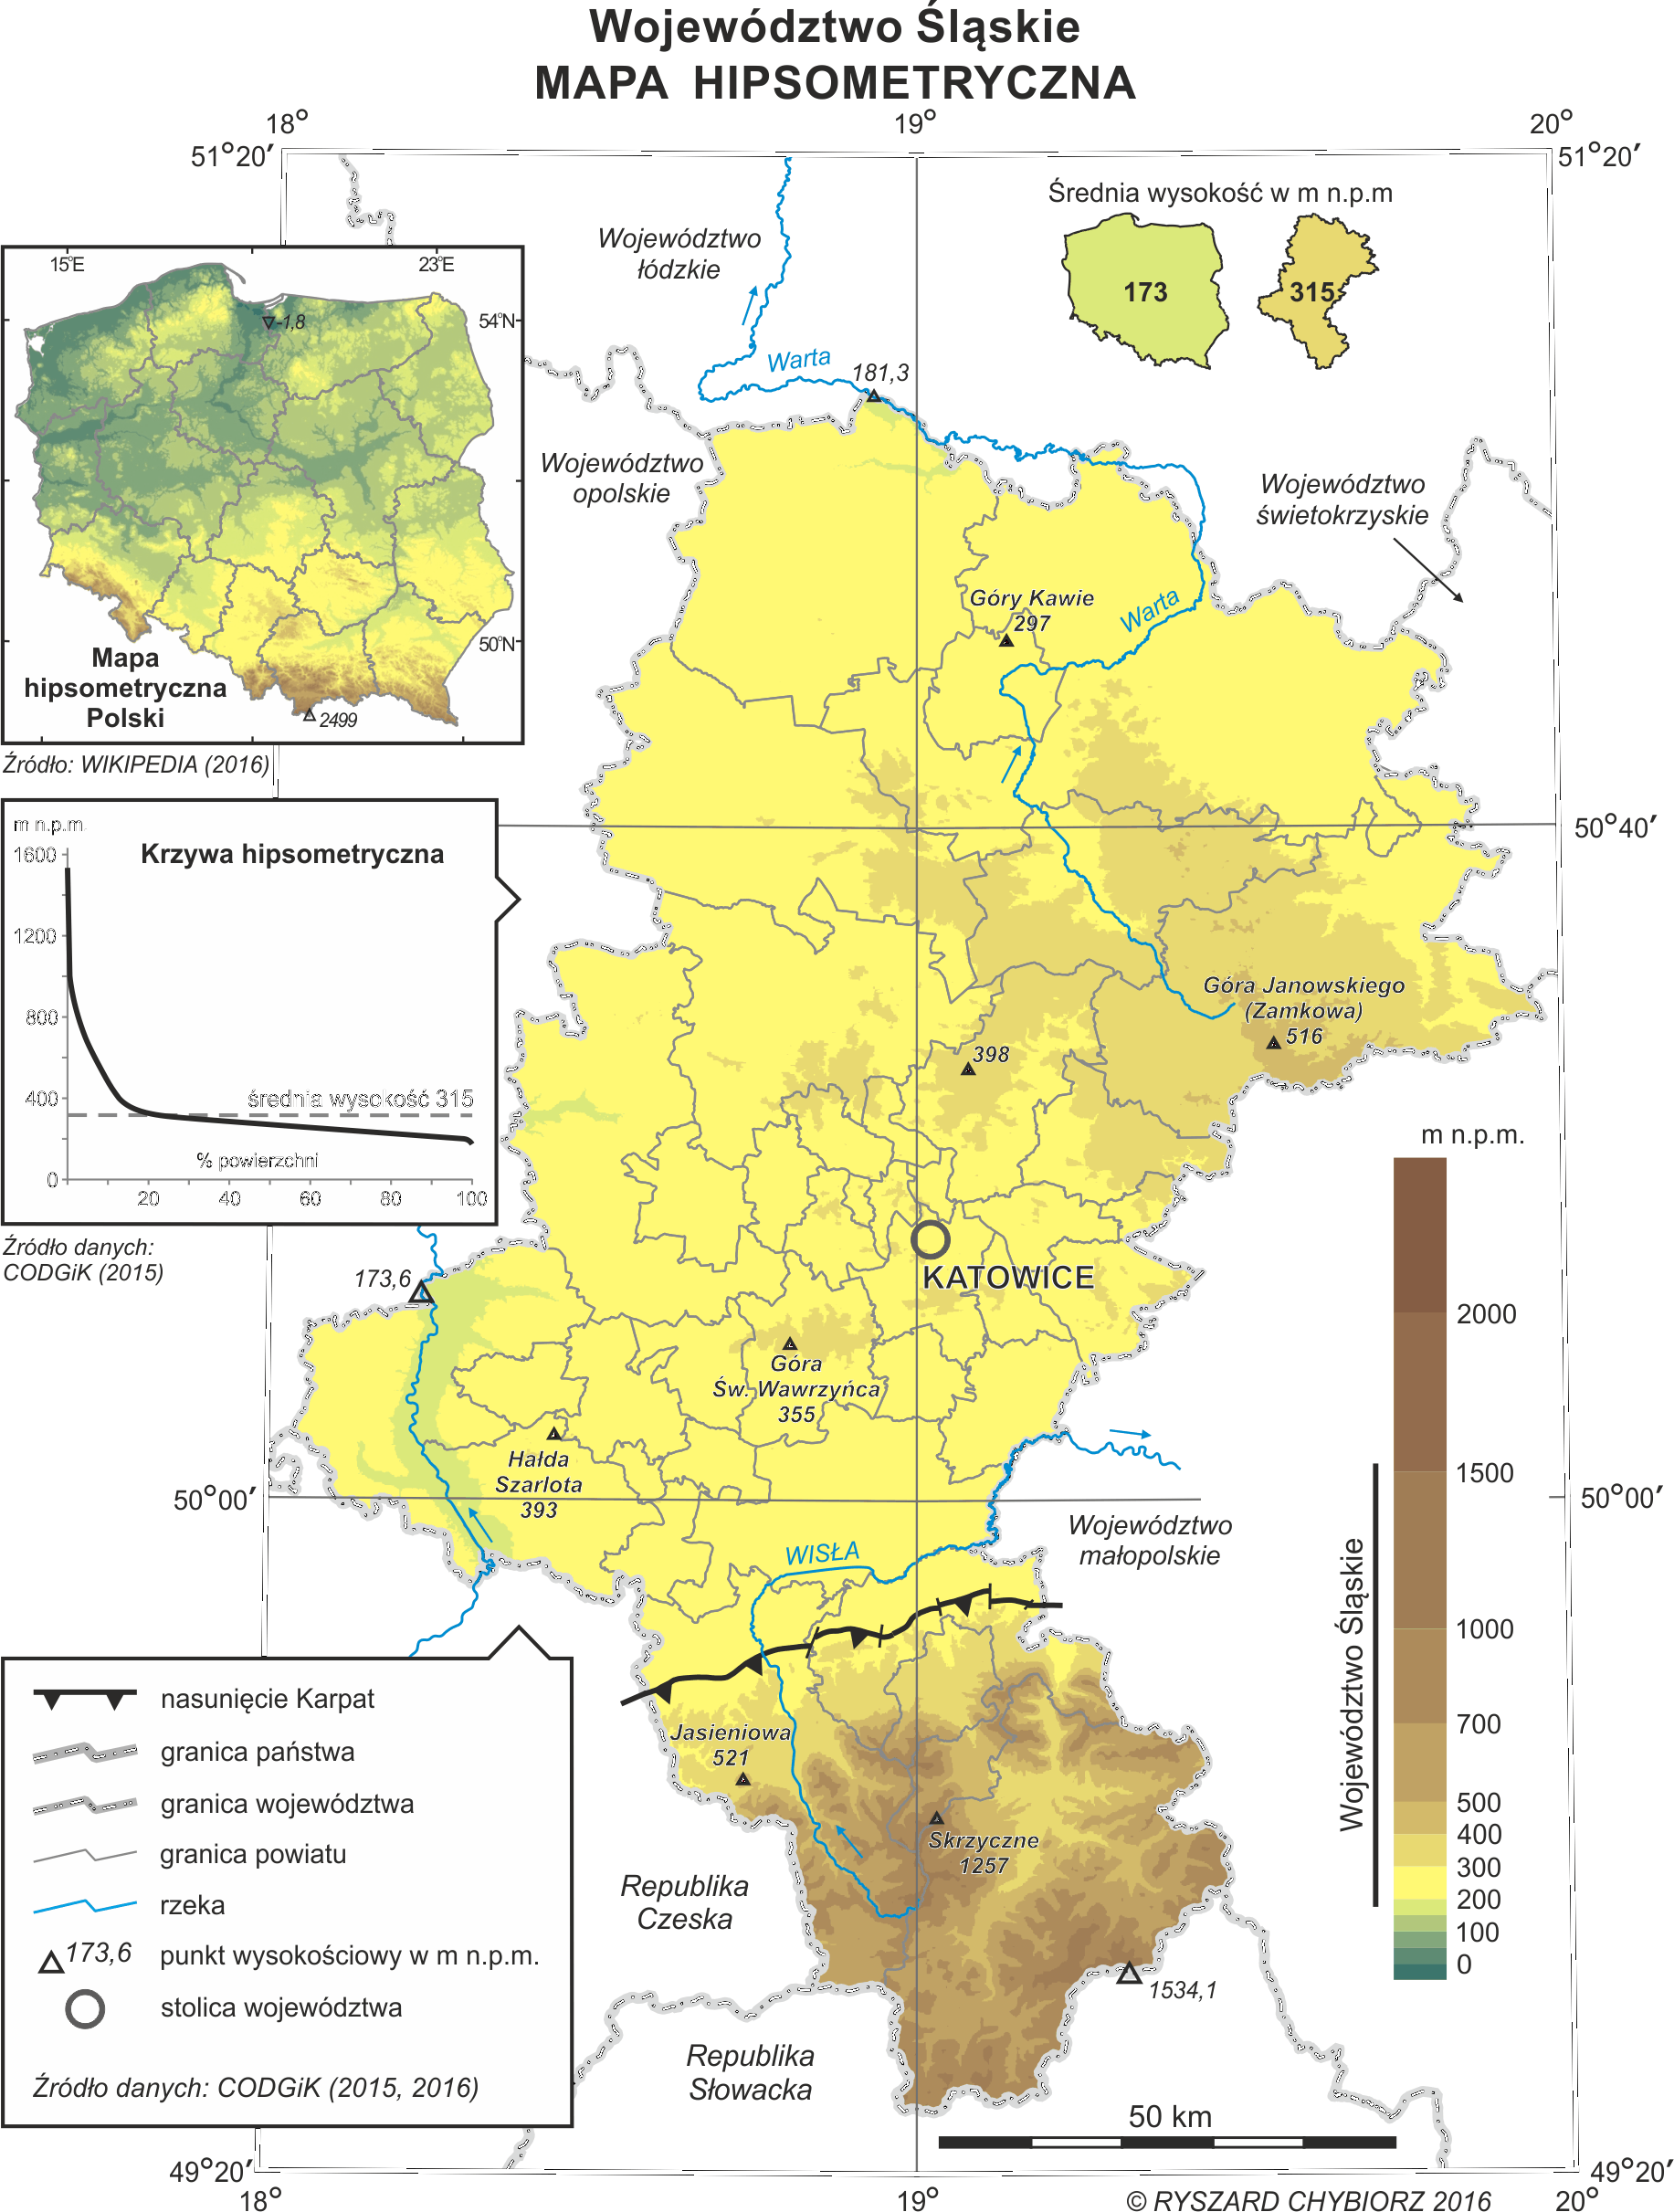 Województwo Śląskie
MAPA HIPSOMETRYCZNA
18°
19°
20°
51°20′
51°20′
Średnia wysokość w m n.p.m
173
315
Województwo
łódzkie
Warta
181,3
Województwo
opolskie
Województwo
świetokrzyskie
15°E
23°E
54°N
-1,8
50°N
2499
Mapa
hipsometryczna
Polski
Źródło: WIKIPEDIA (2016)
Góry Kawie
297
Warta
50°40′
m n.p.m.
Krzywa hipsometryczna
1600
1200
800
400
0
średnia wysokość 315
% powierzchni
20
40
60
80
100
Źródło danych:
CODGiK (2015)
Góra Janowskiego
(Zamkowa)
516
398
173,6
KATOWICE
Góra
Św. Wawrzyńca
355
Hałda
Szarlota
393
50°00′
50°00′
WISŁA
Województwo
małopolskie
m n.p.m.
2000
1500
1000
700
500
400
300
200
100
0
Województwo Śląskie
Jasieniowa
521
Skrzyczne
1257
Republika
Czeska
1534,1
Republika
Słowacka
nasunięcie Karpat
granica państwa
granica województwa
granica powiatu
rzeka
173,6
punkt wysokościowy w m n.p.m.
stolica województwa
Źródło danych: CODGiK (2015, 2016)
50 km
49°20′
49°20′
18°
19°
20°
© RYSZARD CHYBIORZ 2016